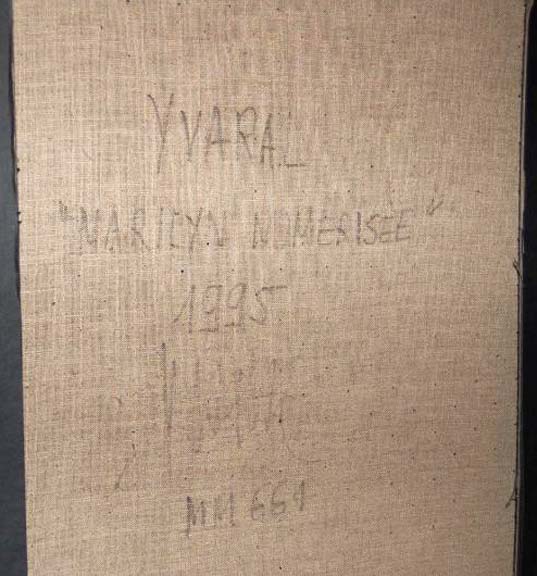 YVARAL
"MARILYN NUMERISEE"
1995
MM 661